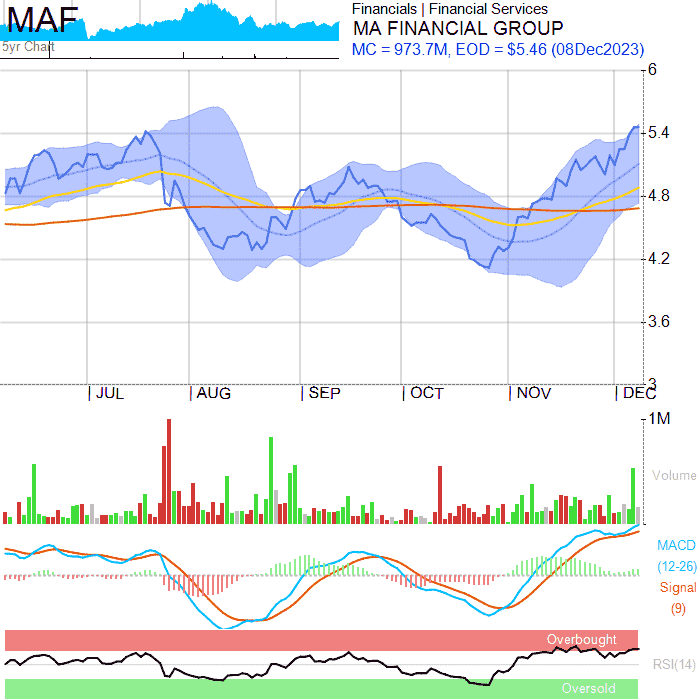 MAF
5yr Chart
Financials | Financial Services
MA FINANCIAL GROUP
MC = 973.7M, EOD = $5.46 (08Dec2023)
6
5.4
4.8
4.2
3.6
3
JUL AUG SEP OCT NOV DEC
1M
Volume
MACD
(12-26)
Signal
(9)
Overbought
RSI(14)
Oversold